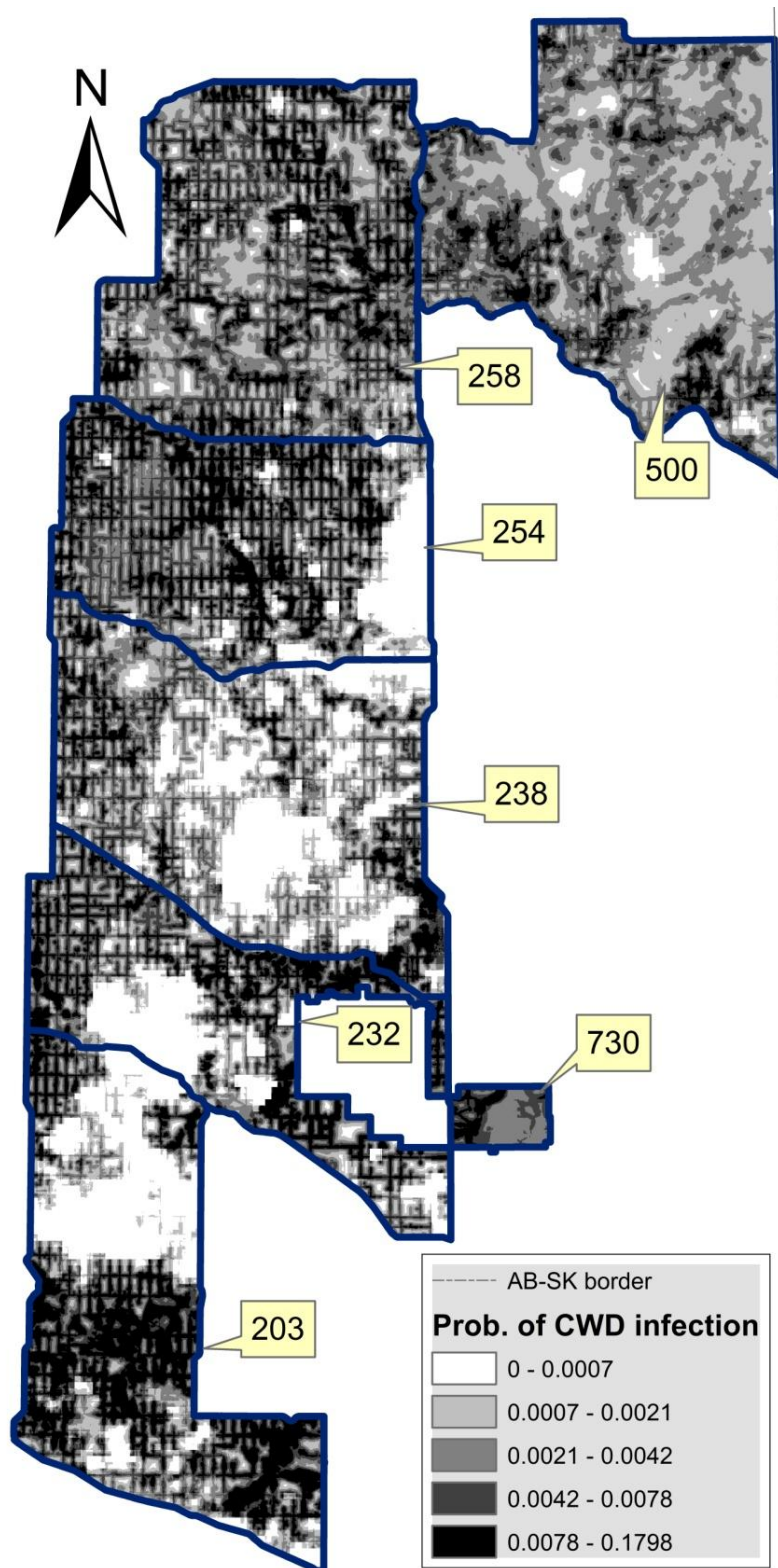 N
258
500
254
238
232
730
203
AB-SK border
Prob. of CWD infection
0 - 0.0007
0.0007 - 0.0021
0.0021 - 0.0042
0.0042 - 0.0078
0.0078 - 0.1798